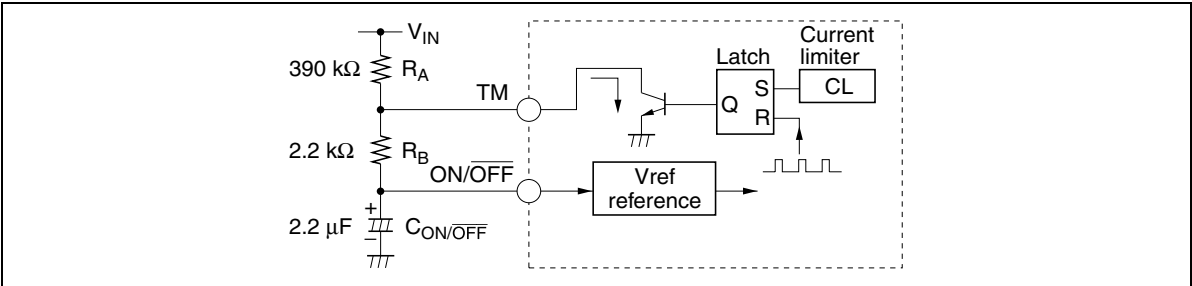 V_IN
390 kΩ
R_A
TM
2.2 kΩ
R_B
ON/OFF
2.2 μF
+
−
C_ON/OFF
Latch
Q
S
R
Current
limiter
CL
Vref
reference